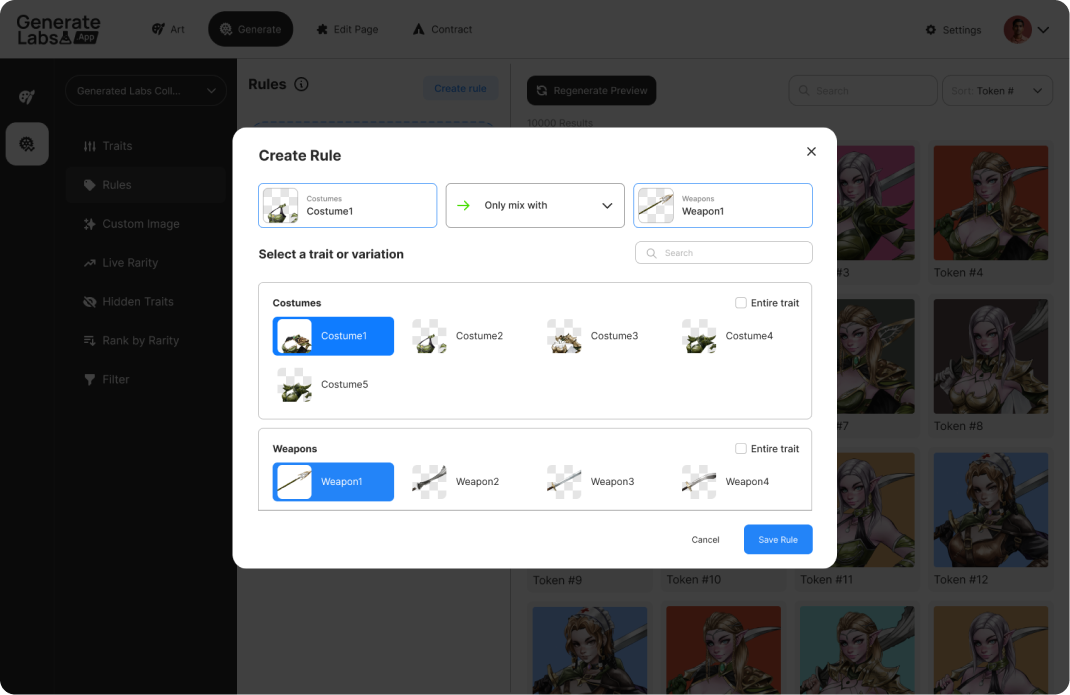 Generate
Labs App
Art
Generate
Edit Page
Contract
Settings
Generated Labs Coll...
Rules
Create rule
Regenerate Preview
Search
Sort: Token #
10000 Results
Traits
Rules
Custom Image
Live Rarity
Hidden Traits
Rank by Rarity
Filter
Create Rule
Costumes
Costume1
Only mix with
Weapons
Weapon1
Select a trait or variation
Search
Costumes
Entire trait
Costume1
Costume2
Costume3
Costume4
Costume5
Weapons
Entire trait
Weapon1
Weapon2
Weapon3
Weapon4
Cancel
Save Rule
#3
Token #4
#7
Token #8
Token #9
Token #10
Token #11
Token #12